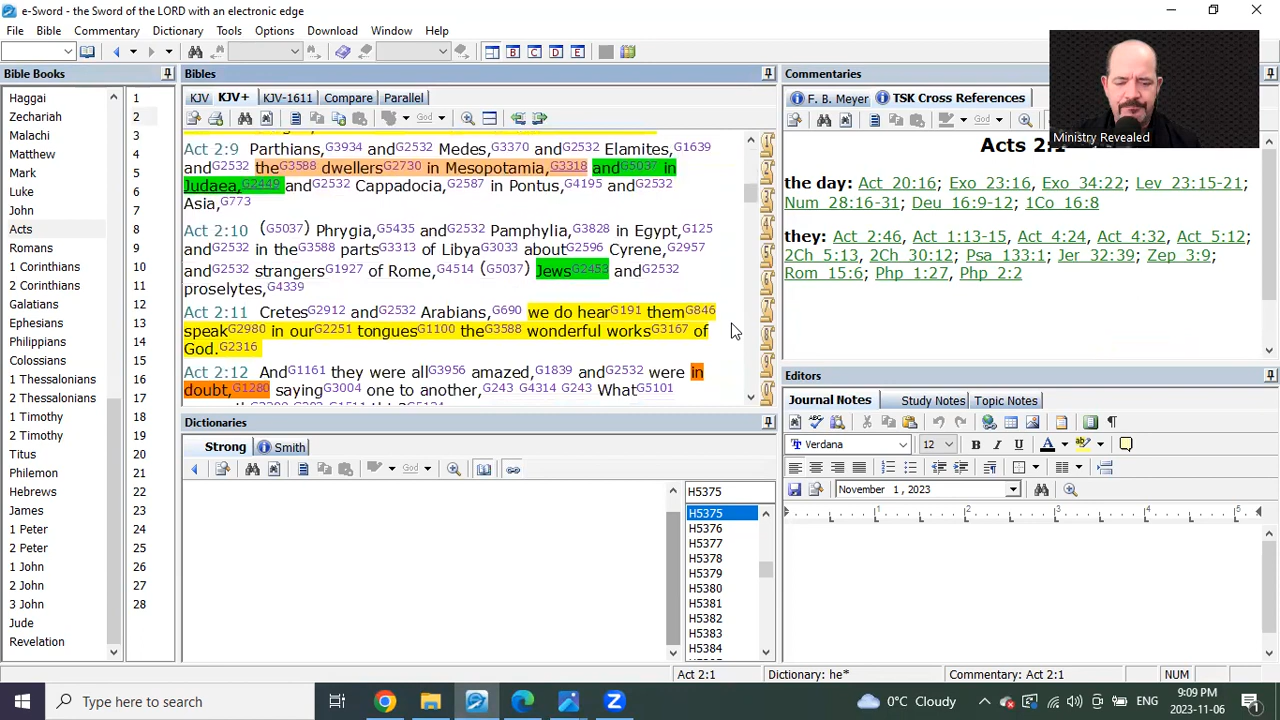 e-Sword - the Sword of the LORD with an electronic edge
File Bible Commentary Dictionary Tools Options Download Window Help
B C D E
Bible Books
Haggai
Zechariah
Malachi
Matthew
Mark
Luke
John
Acts
Romans
1 Corinthians
2 Corinthians
Galatians
Ephesians
Philippians
Colossians
1 Thessalonians
2 Thessalonians
1 Timothy
2 Timothy
Titus
Philemon
Hebrews
James
1 Peter
2 Peter
1 John
2 John
3 John
Jude
Revelation
1
2
3
4
5
6
7
8
9
10
11
12
13
14
15
16
17
18
19
20
21
22
23
24
25
26
27
28
Bibles
KJV KJV+ KJV-1611 Compare Parallel
Act 2:9 Parthians,G3934 and G2532 Medes,G3370 and G2532 Elamites,G1639
and G2532 the G3588 dwellers G2730 in Mesopotamia,G3318 and G5037 in
Judaea,G2449 and G2532 Cappadocia,G2587 in Pontus,G4195 and G2532
Asia,G773
Act 2:10 (G5037) Phrygia,G5435 and G2532 Pamphylia,G3828 in Egypt,G125
and G2532 in the G3588 parts G3313 of Libya G3033 about G2596 Cyrene,G2957
and G2532 strangers G1927 of Rome,G4514 (G5037) Jews G2453 and G2532
proselytes,G4339
Act 2:11 Cretes G2912 and G2532 Arabians,G690 we do hear G191 them G846
speak G2980 in our G2251 tongues G1100 the G3588 wonderful works G3167 of
God.G2316
Act 2:12 And G1161 they were all G3956 amazed,G1839 and G2532 were in
doubt,G1280 saying G3004 one to another,G243 G4314 G243 What G5101
Dictionaries
Strong Smith
God
H5375
H5375
H5376
H5377
H5378
H5379
H5380
H5381
H5382
H5383
H5384
Commentaries
F. B. Meyer TSK Cross References
Ministry Revealed
Acts 2:1
the day: Act 20:16; Exo 23:16, Exo 34:22; Lev 23:15-21;
Num 28:16-31; Deu 16:9-12; 1Co 16:8
they: Act 2:46, Act 1:13-15, Act 4:24, Act 4:32, Act 5:12;
2Ch 5:13, 2Ch 30:12; Psa 133:1; Jer 32:39; Zep 3:9;
Rom 15:6; Php 1:27, Php 2:2
Editors
Journal Notes Study Notes Topic Notes
Verdana 12 B I U A
November 1 , 2023
1 2 3 4 5
Act 2:1 Dictionary: he* Commentary: Act 2:1 NUM
Type here to search
0°C Cloudy
ENG
9:09 PM
2023-11-06